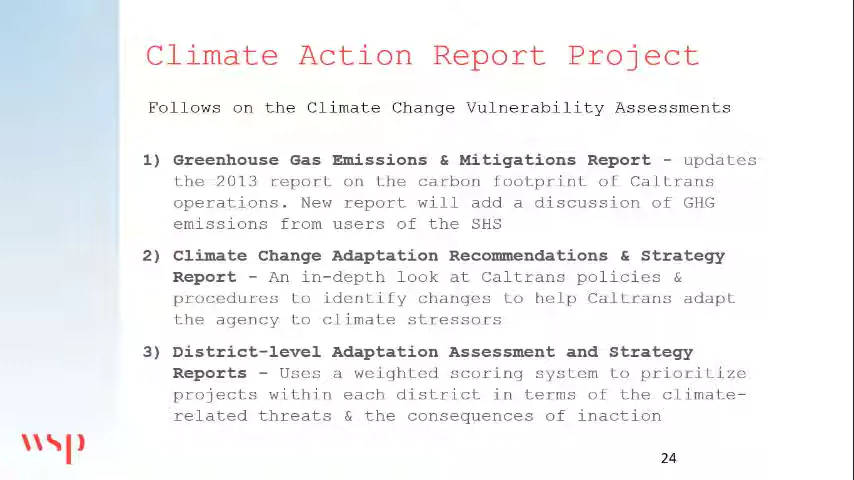 Climate Action Report Project
Follows on the Climate Change Vulnerability Assessments
1) Greenhouse Gas Emissions & Mitigations Report - updates
the 2013 report on the carbon footprint of Caltrans
operations. New report will add a discussion of GHG
emissions from users of the SHS
2) Climate Change Adaptation Recommendations & Strategy
Report - An in-depth look at Caltrans policies &
procedures to identify changes to help Caltrans adapt
the agency to climate stressors
3) District-level Adaptation Assessment and Strategy
Reports - Uses a weighted scoring system to prioritize
projects within each district in terms of the climate-
related threats & the consequences of inaction
wsp
24